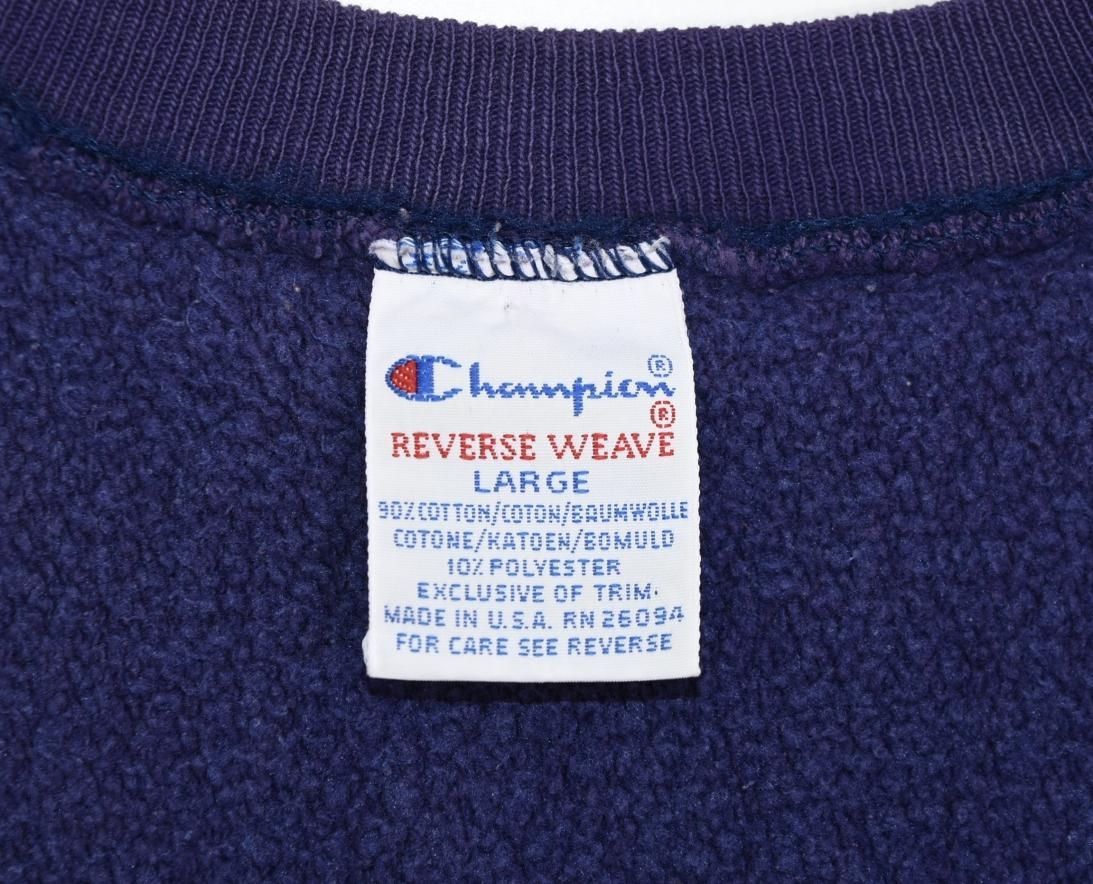 Champion®
REVERSE WEAVE®
LARGE
90% COTTON/COTON/BAUMWOLLE
COTONE/KATOEN/BOMULD
10% POLYESTER
EXCLUSIVE OF TRIM.
MADE IN U.S.A. RN 26094
FOR CARE SEE REVERSE